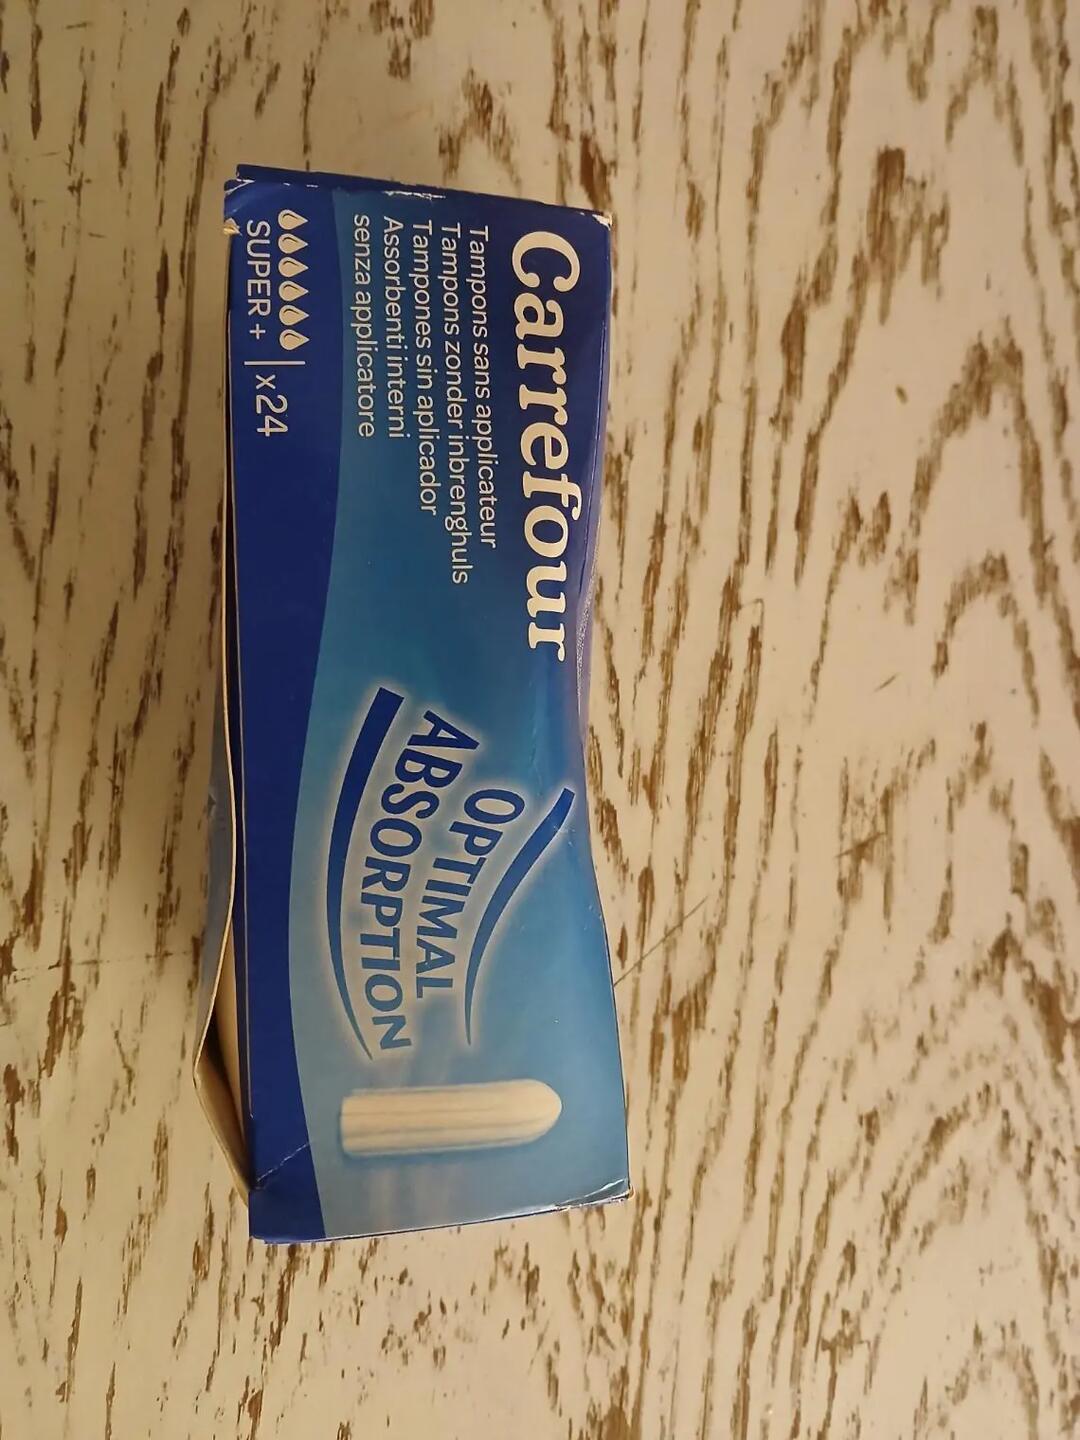 Carrefour
Tampons sans applicateur
Tampons zonder inbrenghuls
Tampones sin aplicador
Assorbenti interni
senza applicatore
OPTIMAL
ABSORPTION
SUPER+ | x24